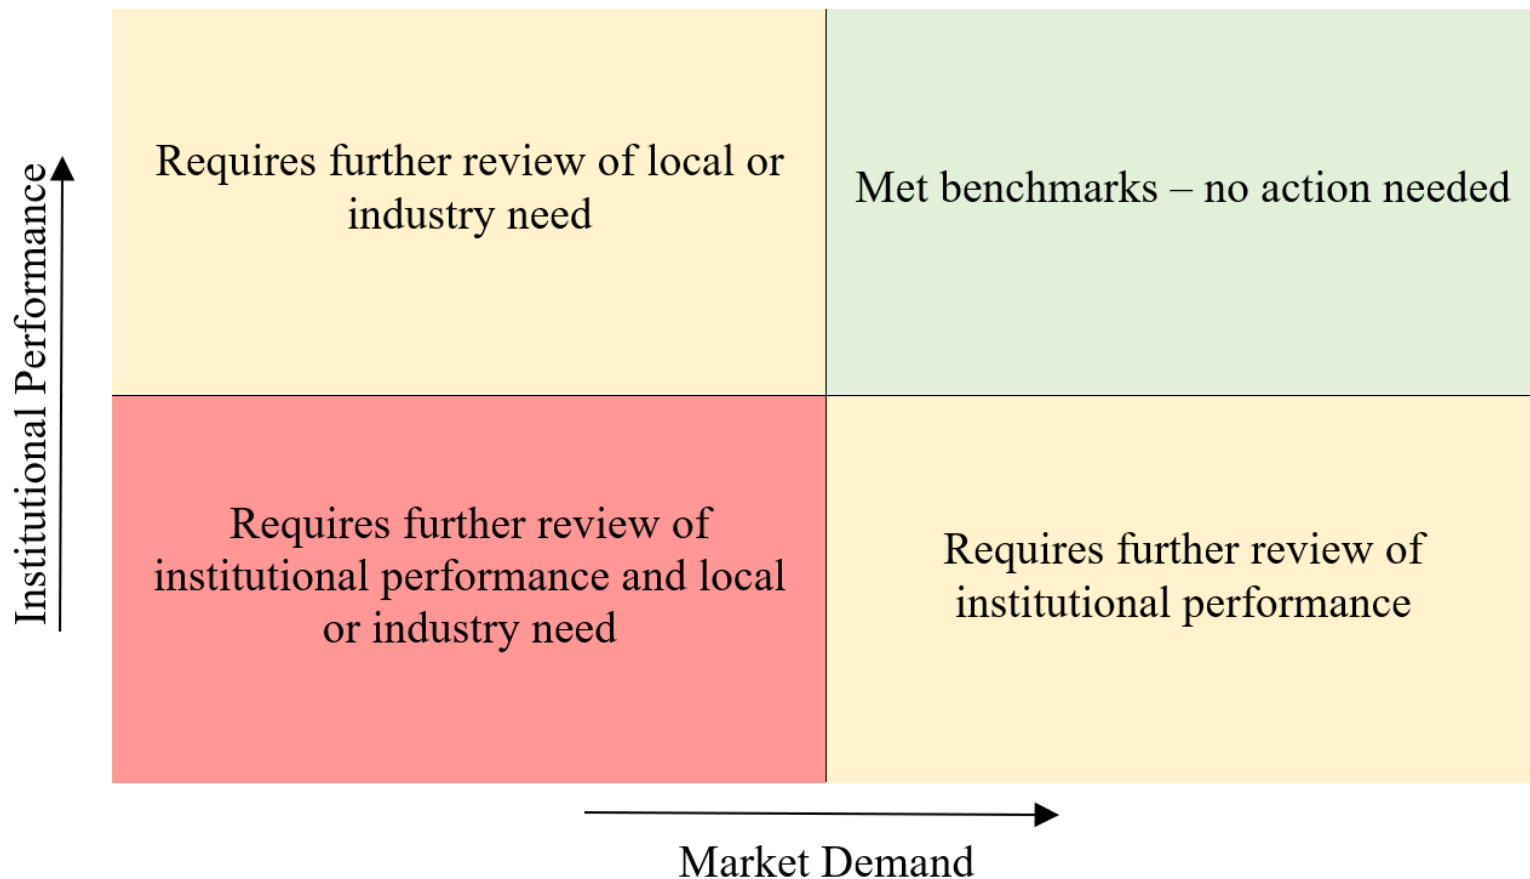 Institutional Performance
Requires further review of local or
industry need
Met benchmarks – no action needed
Requires further review of
institutional performance and local
or industry need
Requires further review of
institutional performance
Market Demand